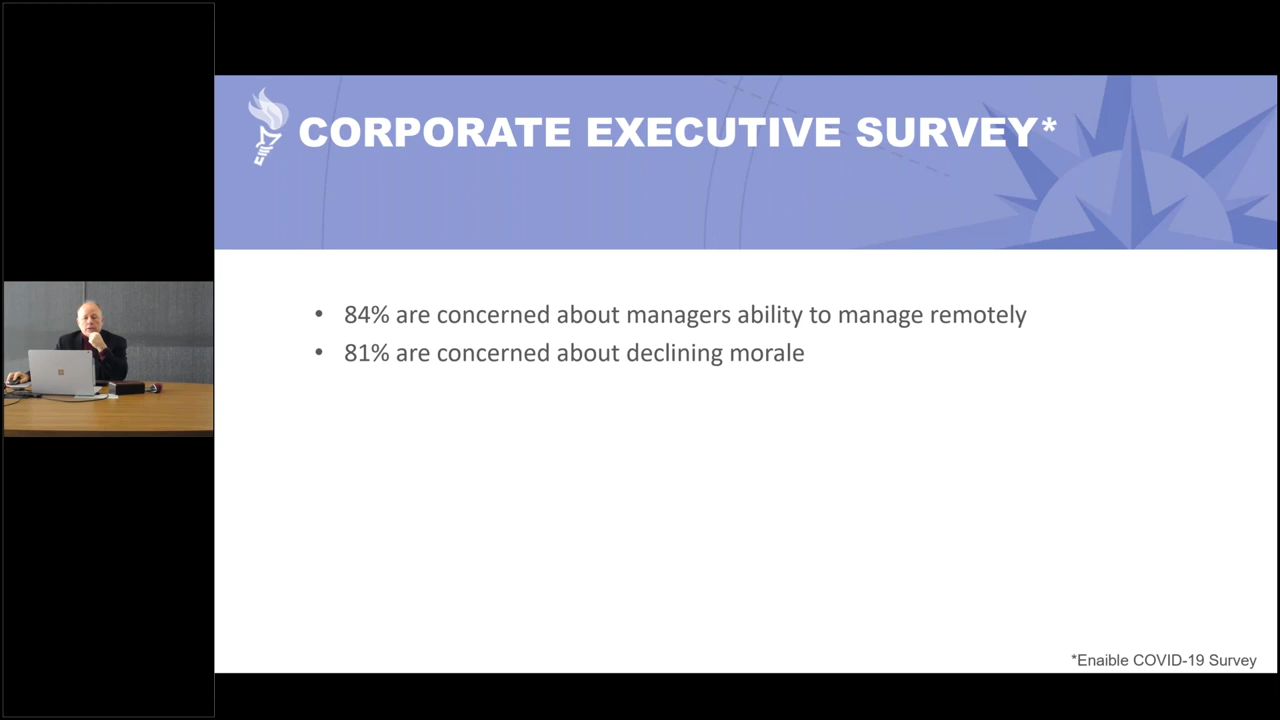 CORPORATE EXECUTIVE SURVEY*
• 84% are concerned about managers ability to manage remotely
• 81% are concerned about declining morale
*Enaible COVID-19 Survey